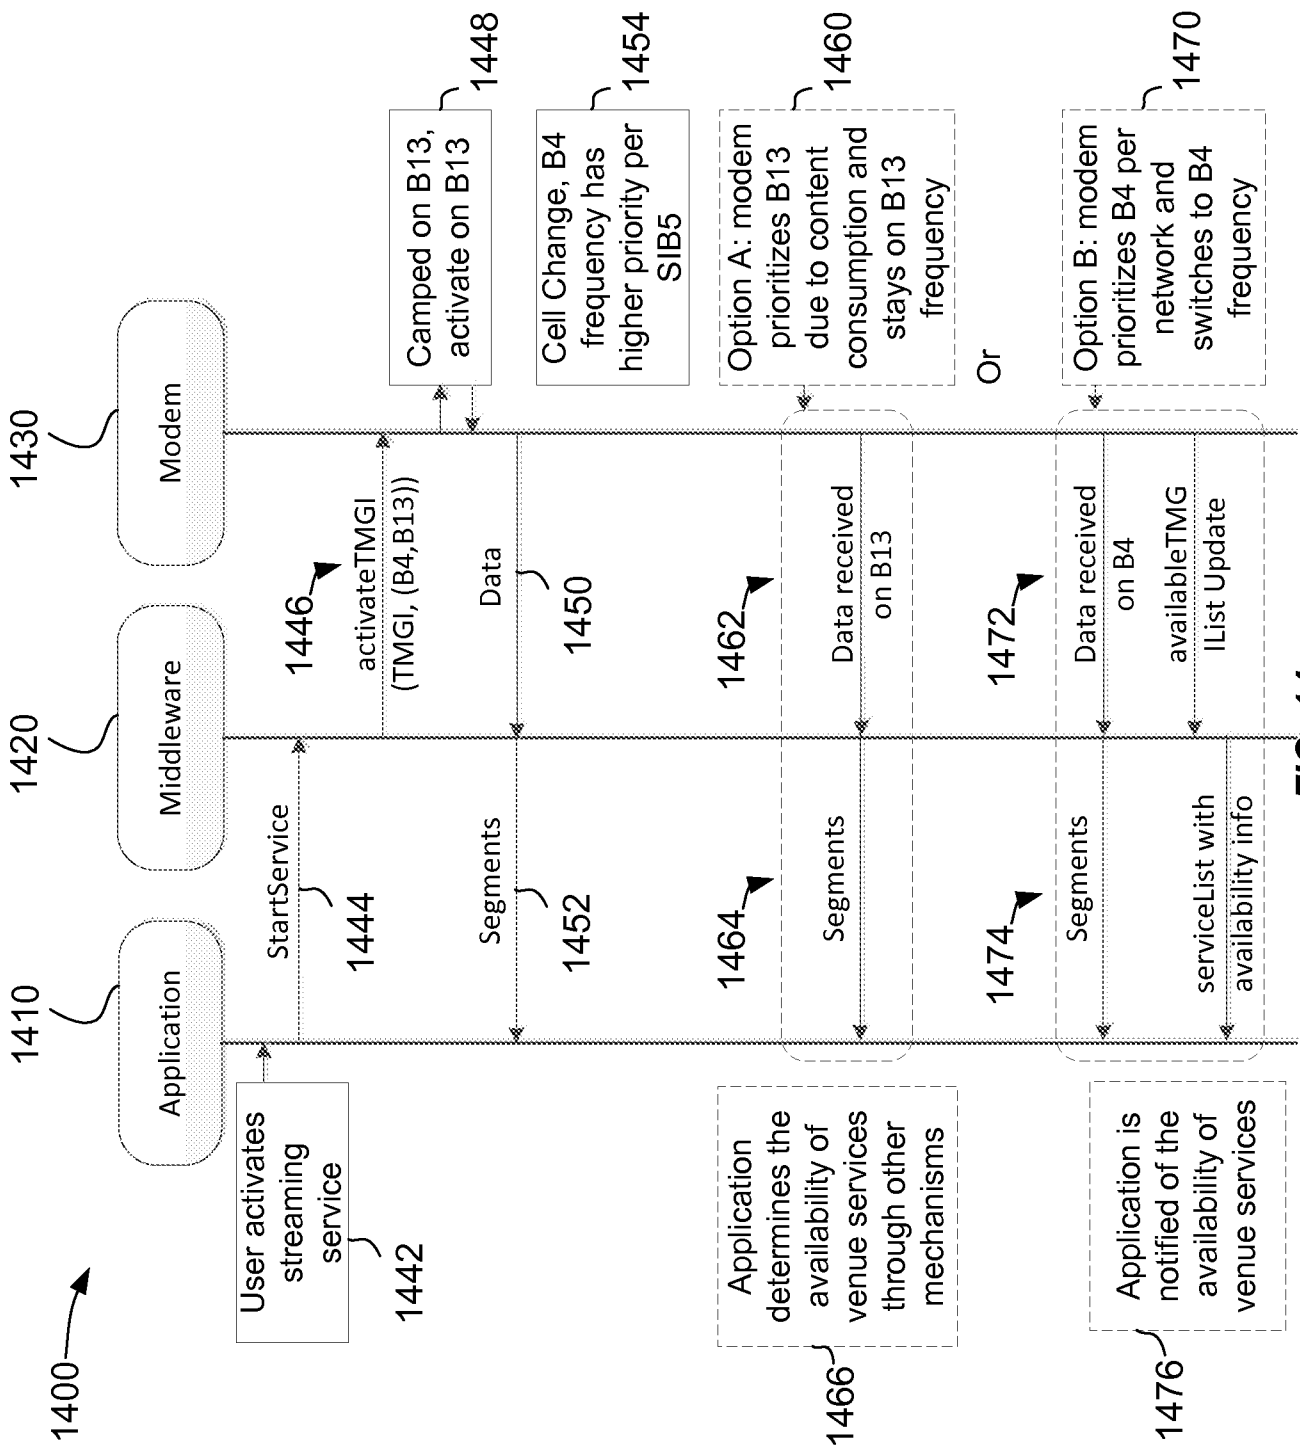 1400
1410
1420
1430
Application
Middleware
Modem
User activates
streaming
service
1442
StartService
1444
1446
activateTMGI
(TMGI, (B4,B13))
Camped on B13,
activate on B13
1448
Data
1450
Segments
1452
Cell Change, B4
frequency has
higher priority per
SIB5
1454
Option A: modem
prioritizes B13
due to content
consumption and
stays on B13
frequency
1460
1462
Data received
on B13
1464
Segments
Application
determines the
availability of
venue services
through other
mechanisms
1466
Or
Option B: modem
prioritizes B4 per
network and
switches to B4
frequency
1470
1472
Data received
on B4
1474
Segments
availableTMG
IList Update
serviceList with
availability info
Application is
notified of the
availability of
venue services
1476